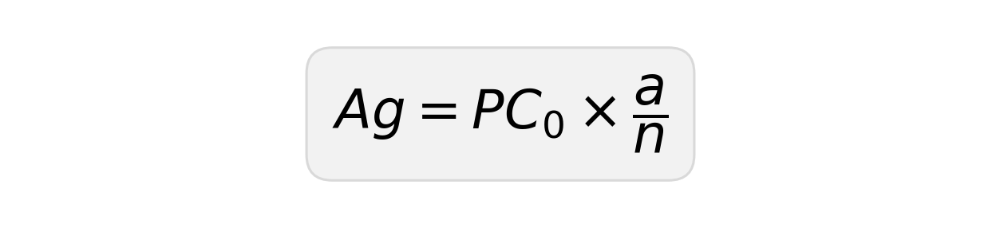 Ag = PC₀ × a/n